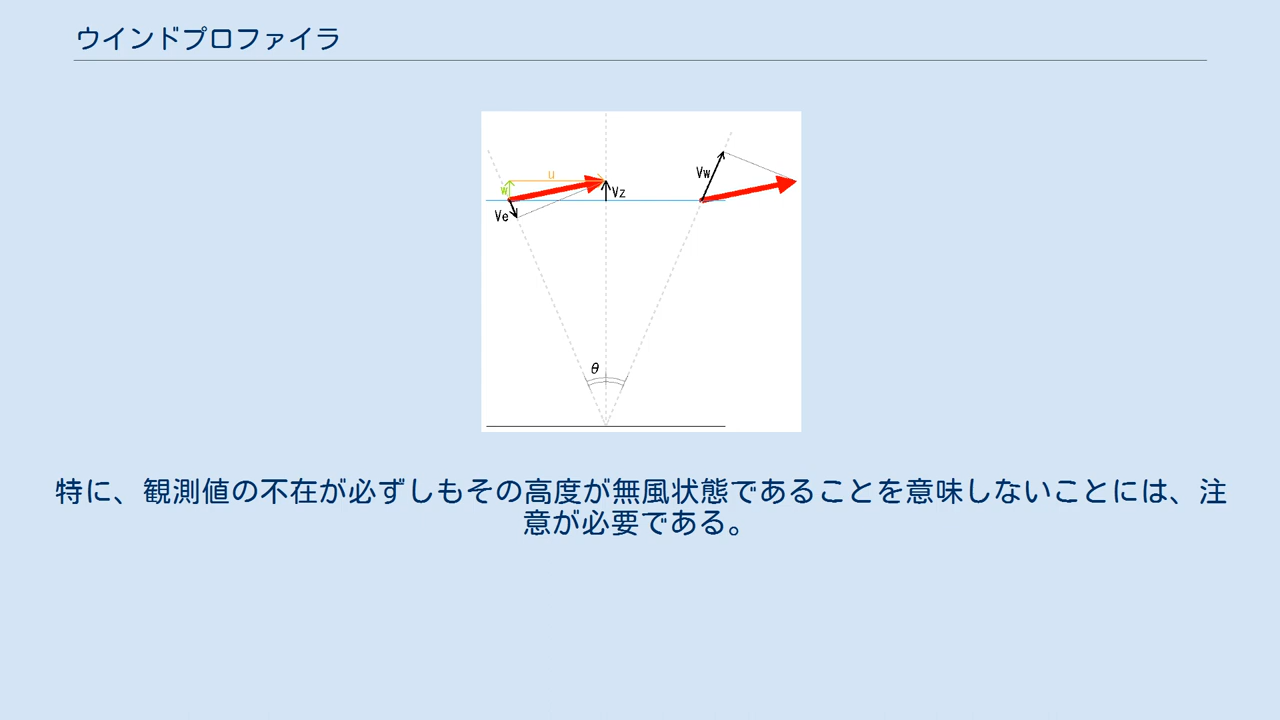 ウインドプロファイラ
u
w
Vz
Ve
Vw
θ
特に、観測値の不在が必ずしもその高度が無風状態であることを意味しないことには、注
意が必要である。